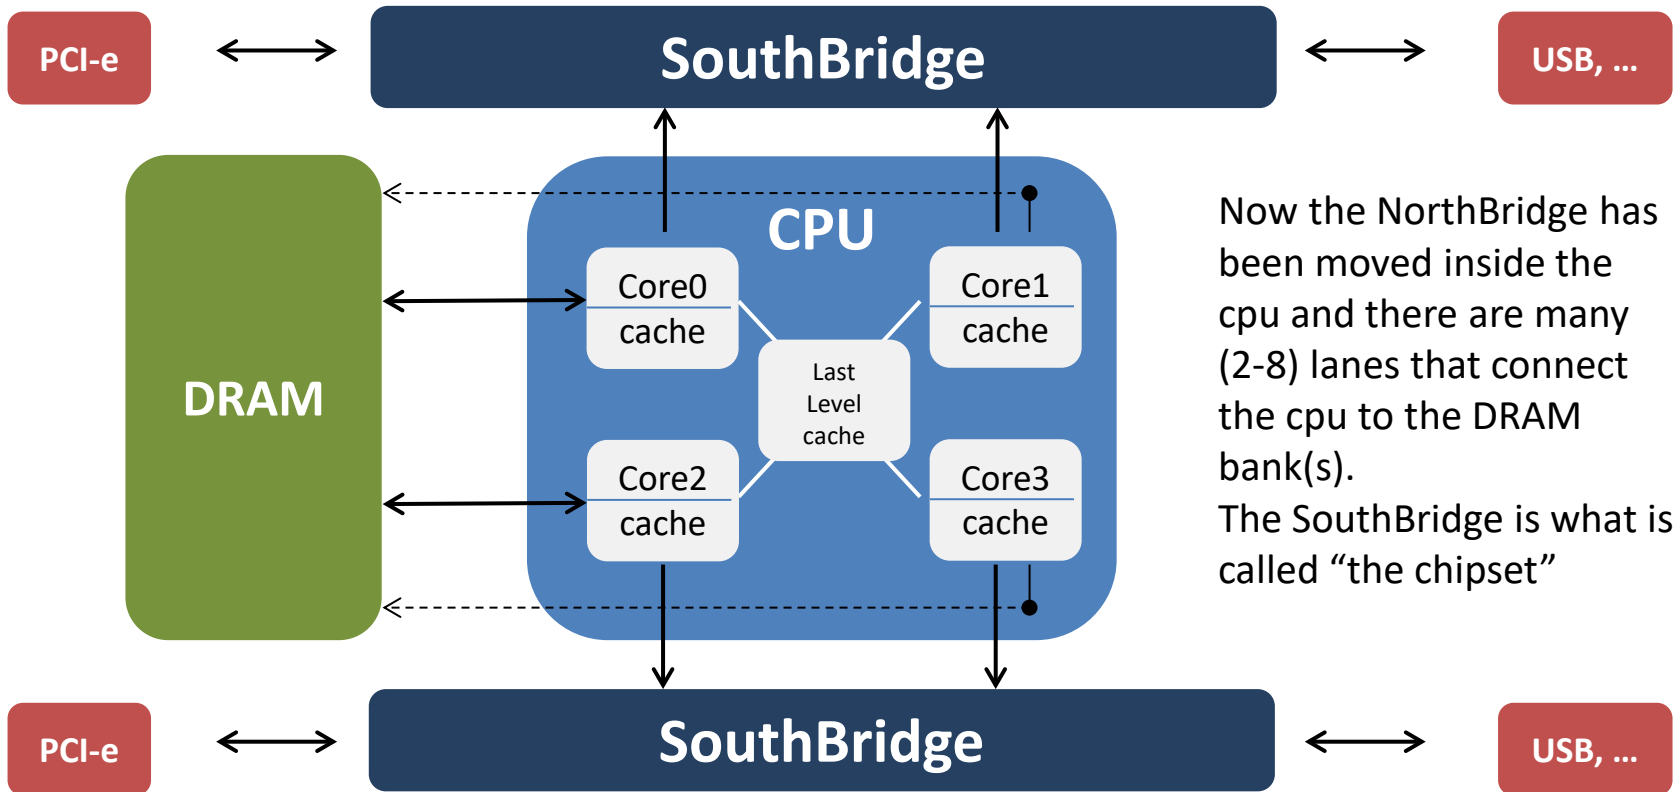 PCI-e
SouthBridge
USB, …
DRAM
CPU
Core0
cache
Core1
cache
Last
Level
cache
Core2
cache
Core3
cache
Now the NorthBridge has
been moved inside the
cpu and there are many
(2-8) lanes that connect
the cpu to the DRAM
bank(s).
The SouthBridge is what is
called “the chipset”
PCI-e
SouthBridge
USB, …